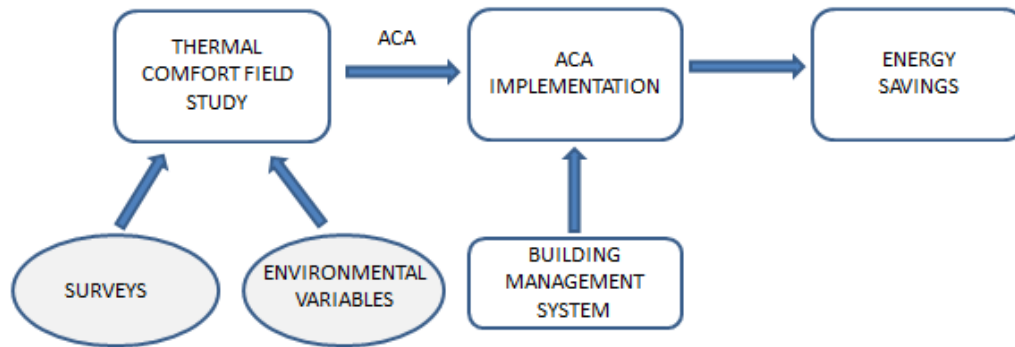 THERMAL
COMFORT FIELD
STUDY
ACA
ACA
IMPLEMENTATION
ENERGY
SAVINGS
SURVEYS
ENVIRONMENTAL
VARIABLES
BUILDING
MANAGEMENT
SYSTEM